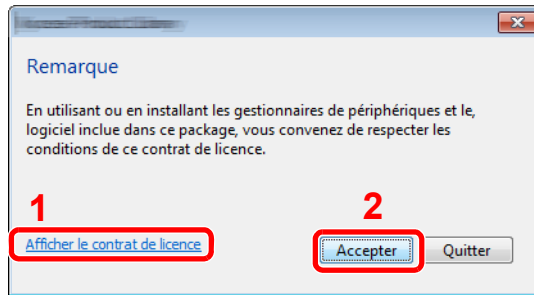 Remarque
En utilisant ou en installant les gestionnaires de périphériques et le,
logiciel inclue dans ce package, vous convenez de respecter les
conditions de ce contrat de licence.
1
2
Afficher le contrat de licence
Accepter
Quitter